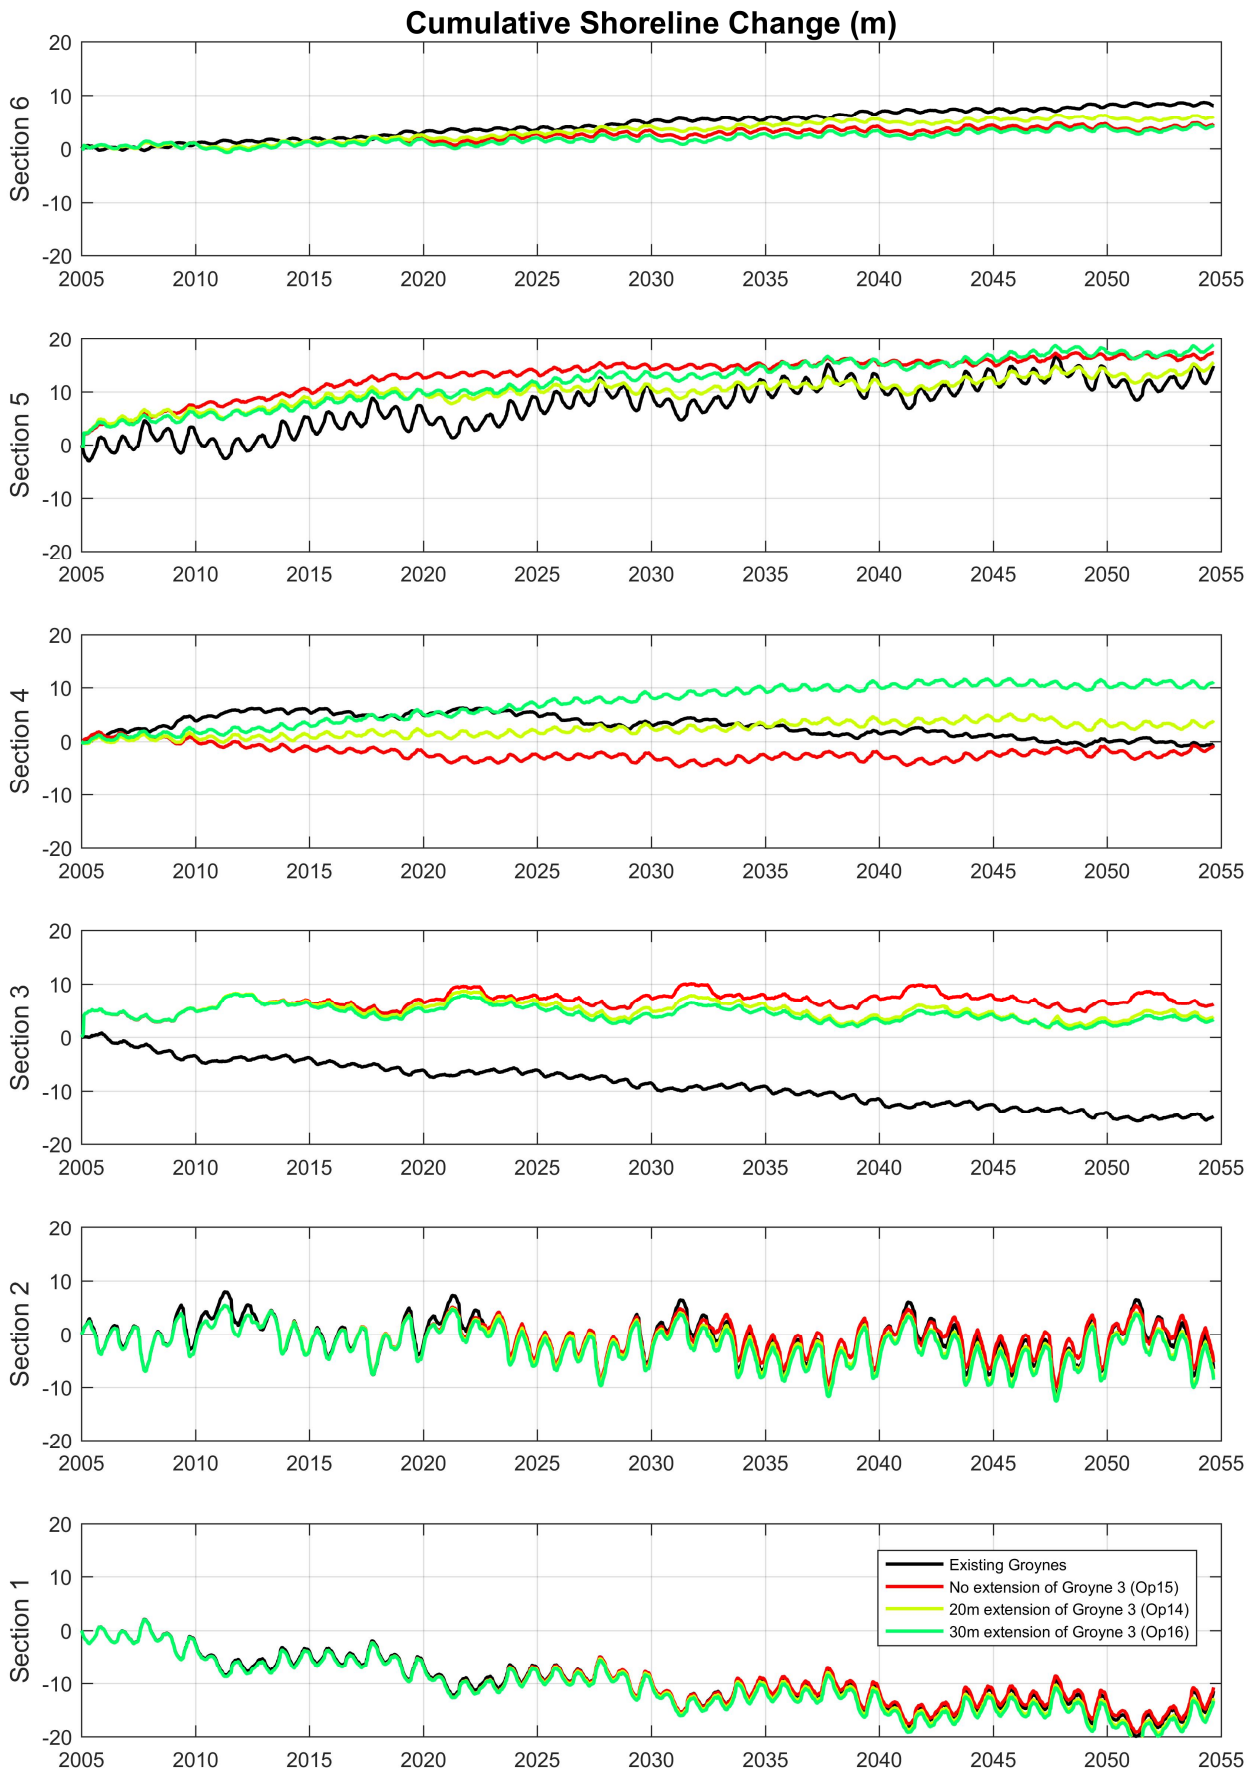 Cumulative Shoreline Change (m)
20
10
0
-10
-20
Section 6
2005 2010 2015 2020 2025 2030 2035 2040 2045 2050 2055
20
10
0
-10
-20
Section 5
2005 2010 2015 2020 2025 2030 2035 2040 2045 2050 2055
20
10
0
-10
-20
Section 4
2005 2010 2015 2020 2025 2030 2035 2040 2045 2050 2055
20
10
0
-10
-20
Section 3
2005 2010 2015 2020 2025 2030 2035 2040 2045 2050 2055
20
10
0
-10
-20
Section 2
2005 2010 2015 2020 2025 2030 2035 2040 2045 2050 2055
20
10
0
-10
-20
Section 1
Existing Groynes
No extension of Groyne 3 (Op15)
20m extension of Groyne 3 (Op14)
30m extension of Groyne 3 (Op16)
2005 2010 2015 2020 2025 2030 2035 2040 2045 2050 2055